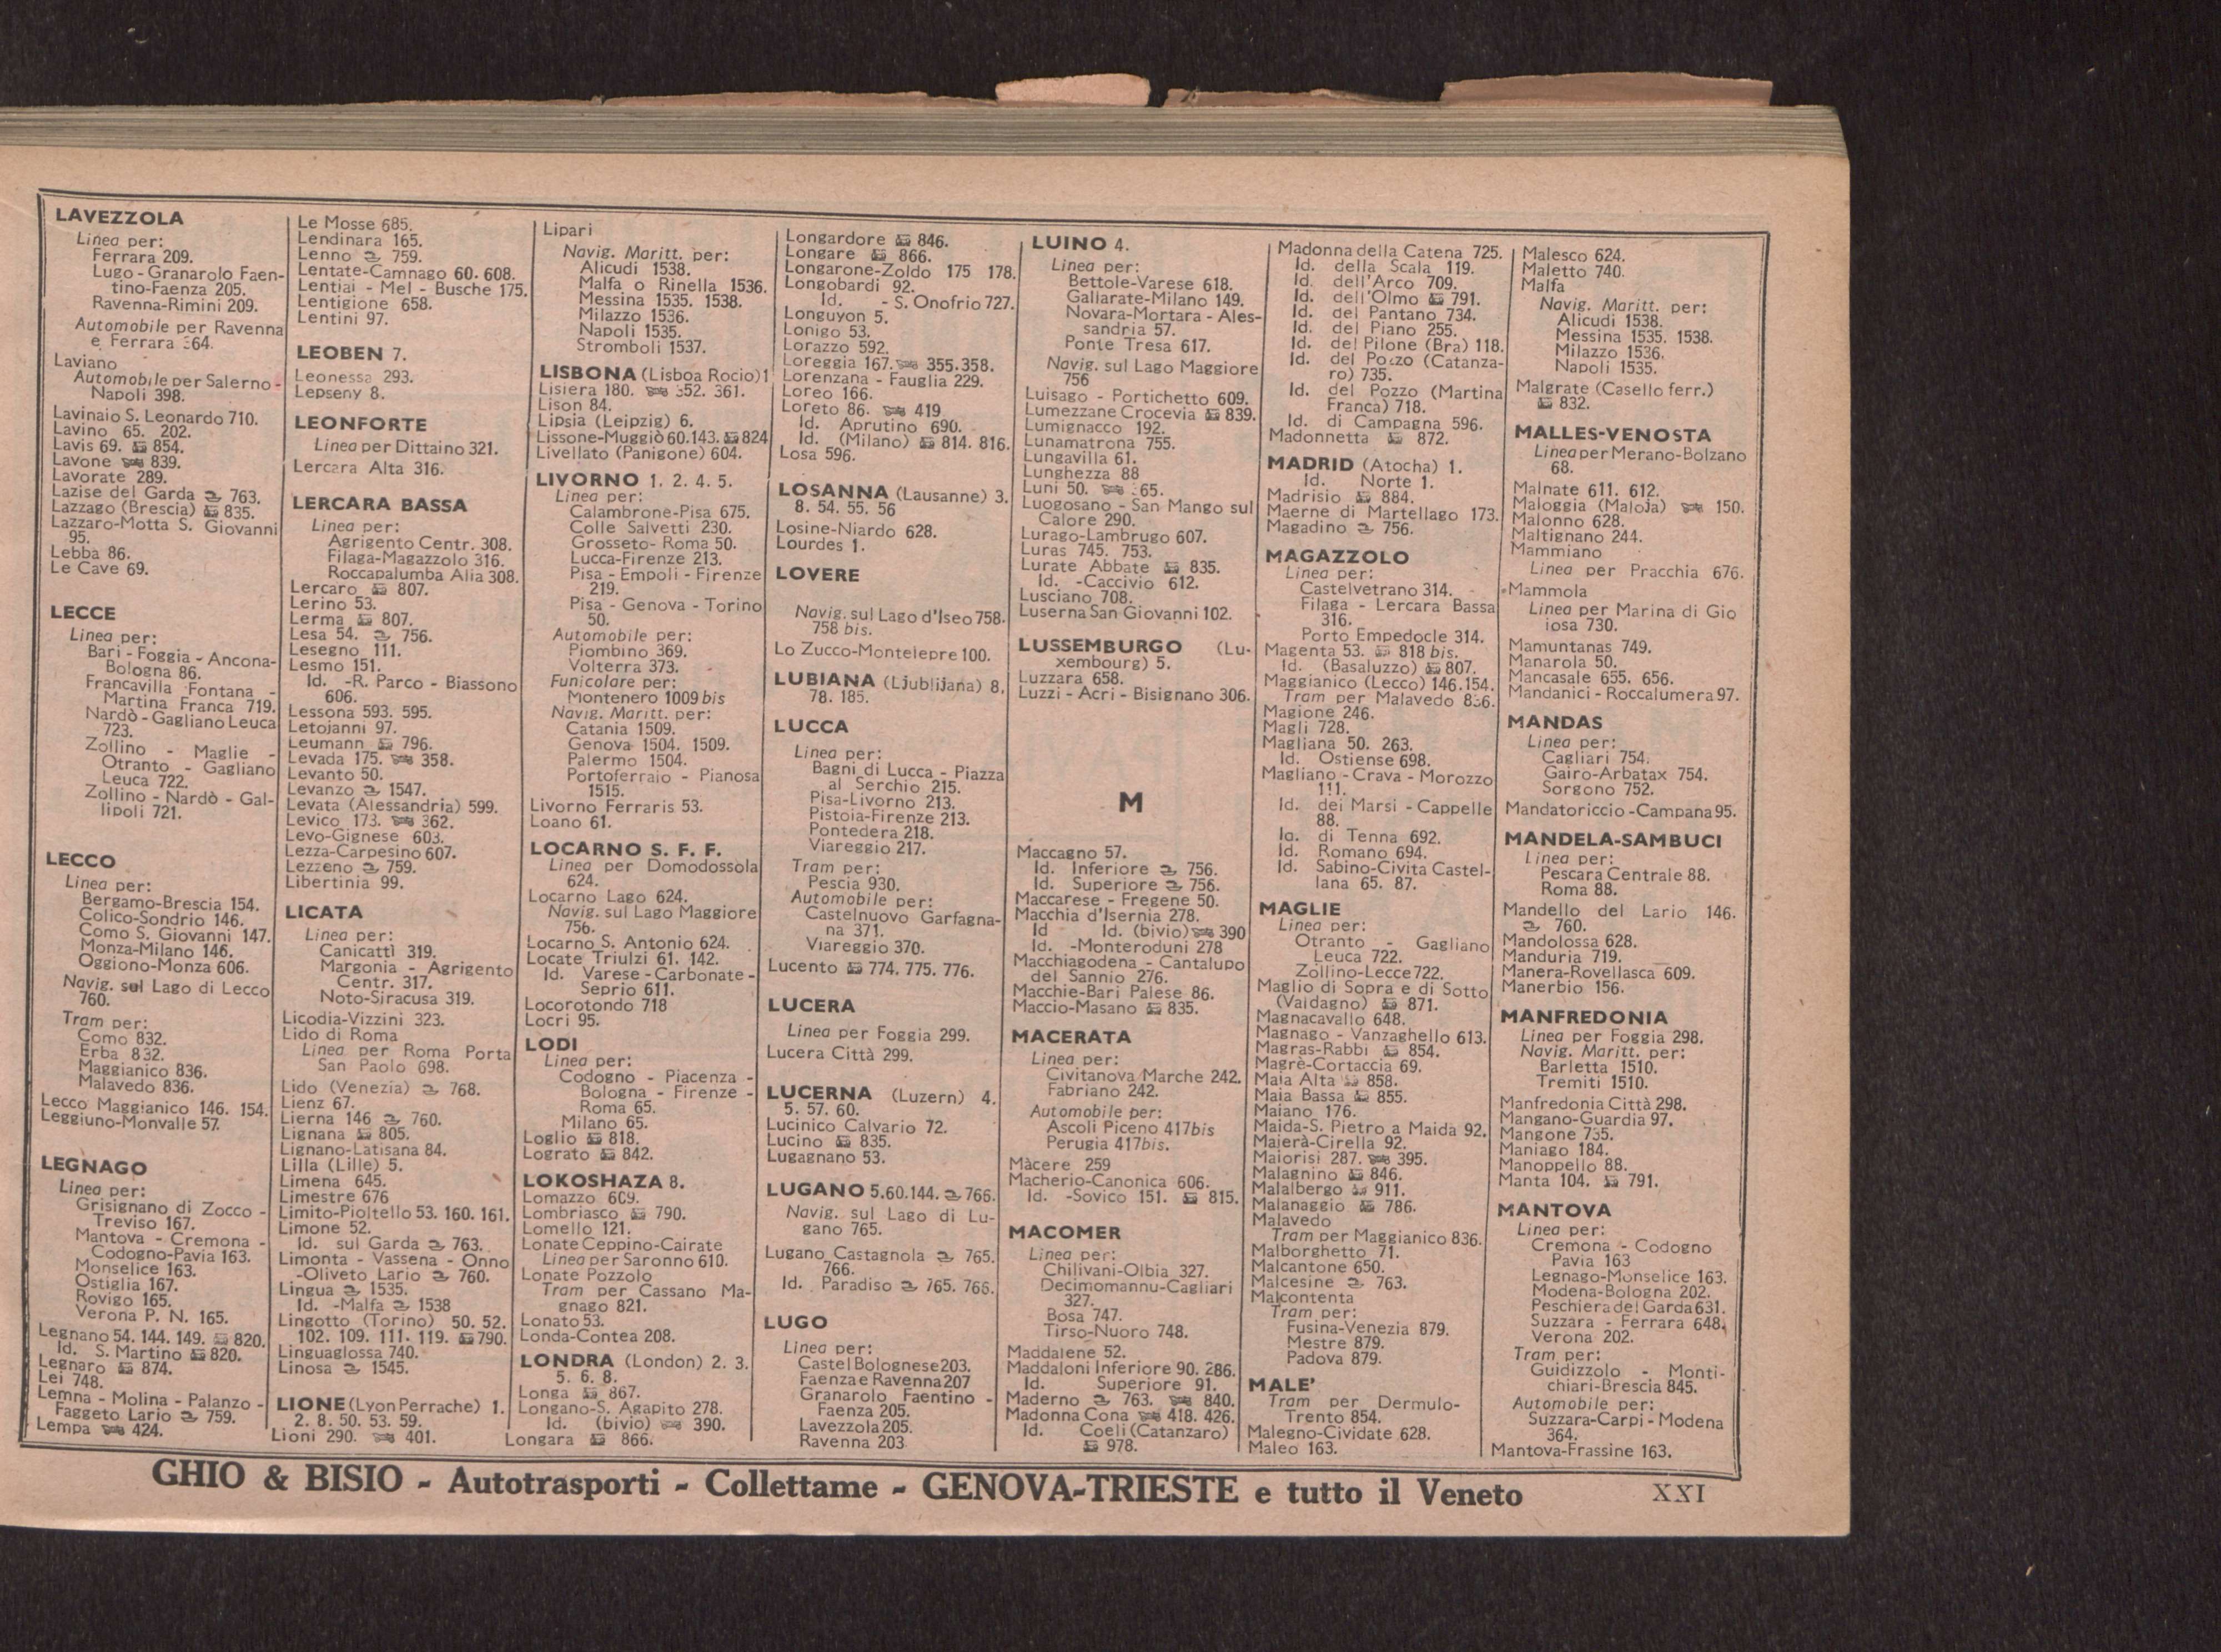 LAVEZZOLA
Linea per:
Ferrara 209.
Lugo - Granarolo Faen-
tino-Faenza 205.
Ravenna-Rimini 209.
Automobile per Ravenna
e Ferrara 364.
Laviano
Automobile per Salerno -
Napoli 398.
Lavinaio S. Leonardo 710.
Lavino 65. 202.
Lavis 69. 854.
Lavone 839.
Lavorate 289.
Lazise del Garda 763.
Lazzago (Brescia) 835.
Lazzaro-Motta S. Giovanni
95.
Lebba 86.
Le Cave 69.
LECCE
Linea per:
Bari - Foggia - Ancona-
Bologna 86.
Francavilla Fontana -
Martina Franca 719.
Nardò - Gagliano Leuca
723.
Zollino - Maglie -
Otranto - Gagliano
Leuca 722.
Zollino - Nardò - Gal-
lipoli 721.
LECCO
Linea per:
Bergamo-Brescia 154.
Colico-Sondrio 146.
Como S. Giovanni 147.
Monza-Milano 146.
Oggiono-Monza 606.
Navig. sul Lago di Lecco
760.
Tram per:
Como 832.
Erba 832.
Maggianico 836.
Malavedo 836.
Lecco Maggianico 146. 154.
Leggiuno-Monvalle 57.
LEGNAGO
Linea per:
Grisignano di Zocco -
Treviso 167.
Mantova - Cremona -
Codogno-Pavia 163.
Monselice 163.
Ostiglia 167.
Rovigo 165.
Verona P. N. 165.
Legnano 54. 144. 149. 820.
Id. S. Martino 820.
Legnaro 874.
Lei 748.
Lemna - Molina - Palanzo -
Faggeto Lario 759.
Lempa 424.
Le Mosse 685.
Lendinara 165.
Lenno 759.
Lentate-Camnago 60. 608.
Lentiai - Mel - Busche 175.
Lentigione 658.
Lentini 97.
LEOBEN 7.
Leonessa 293.
Lepseny 8.
LEONFORTE
Linea per Dittaino 321.
Lercara Alta 316.
LERCARA BASSA
Linea per:
Agrigento Centr. 308.
Filaga-Magazzolo 316.
Roccapalumba Alia 308.
Lercaro 807.
Lerino 53.
Lerma 807.
Lesa 54. 756.
Lesegno 111.
Lesmo 151.
Id. -R. Parco - Biassono
606.
Lessona 593. 595.
Letojanni 97.
Leumann 796.
Levada 175. 358.
Levanto 50.
Levanzo 1547.
Levata (Alessandria) 599.
Levico 173. 362.
Levo-Gignese 603.
Lezza-Carpesino 607.
Lezzeno 759.
Libertinia 99.
LICATA
Linea per:
Canicattì 319.
Margonia - Agrigento
Centr. 317.
Noto-Siracusa 319.
Licodia-Vizzini 323.
Lido di Roma
Linea per Roma Porta
San Paolo 698.
Lido (Venezia) 768.
Lienz 67.
Lierna 146 760.
Lignana 805.
Lignano-Latisana 84.
Lilla (Lille) 5.
Limena 645.
Limestre 676
Limito-Pioltello 53. 160. 161.
Limone 52.
Id. sul Garda 763.
Limonta - Vassena - Onno
-Oliveto Lario 760.
Lingua 1535.
Id. -Malfa 1538
Lingotto (Torino) 50. 52.
102. 109. 111. 119. 790.
Linguaglossa 740.
Linosa 1545.
LIONE (Lyon Perrache) 1.
2. 8. 50. 53. 59.
Lioni 290. 401.
Lipari
Navig. Maritt. per:
Alicudi 1538.
Malfa o Rinella 1536.
Messina 1535. 1538.
Milazzo 1536.
Napoli 1535.
Stromboli 1537.
LISBONA (Lisboa Rocio) 1
Lisiera 180. 352. 361.
Lison 84.
Lipsia (Leipzig) 6.
Lissone-Muggiò 60. 143. 824
Livellato (Panigone) 604.
LIVORNO 1. 2. 4. 5.
Linea per:
Calambrone-Pisa 675.
Colle Salvetti 230.
Grosseto- Roma 50.
Lucca-Firenze 213.
Pisa - Empoli - Firenze
219.
Pisa - Genova - Torino
50.
Automobile per:
Piombino 369.
Volterra 373.
Funicolare per:
Montenero 1009 bis
Navig. Maritt. per:
Catania 1509.
Genova 1504. 1509.
Palermo 1504.
Portoferraio - Pianosa
1515.
Livorno Ferraris 53.
Loano 61.
LOCARNO S. F. F.
Linea per Domodossola
624.
Locarno Lago 624.
Navig. sul Lago Maggiore
756.
Locarno S. Antonio 624.
Locate Triulzi 61. 142.
Id. Varese - Carbonate -
Seprio 611.
Locorotondo 718
Locri 95.
LODI
Linea per:
Codogno - Piacenza -
Bologna - Firenze -
Roma 65.
Milano 65.
Loglio 818.
Lograto 842.
LOKOSHAZA 8.
Lomazzo 609.
Lombriasco 790.
Lomello 121.
Lonate Ceppino-Cairate
Linea per Saronno 610.
Lonate Pozzolo
Tram per Cassano Ma-
gnago 821.
Lonato 53.
Londa-Contea 208.
LONDRA (London) 2. 3.
5. 6. 8.
Longa 867.
Longano-S. Agapito 278.
Id. (bivio) 390.
Longara 866.
Longardore 846.
Longare 866.
Longarone-Zoldo 175 178.
Longobardi 92.
Id. - S. Onofrio 727.
Longuyon 5.
Lonigo 53.
Lorazzo 592.
Loreggia 167. 355. 358.
Lorenzana - Fauglia 229.
Loreo 166.
Loreto 86. 419
Id. Aprutino 690.
Id. (Milano) 814. 816.
Losa 596.
LOSANNA (Lausanne) 3.
8. 54. 55. 56
Losine-Niardo 628.
Lourdes 1.
LOVERE
Navig. sul Lago d'Iseo 758.
758 bis.
Lo Zucco-Montelepre 100.
LUBIANA (Ljublijana) 8.
78. 185.
LUCCA
Linea per:
Bagni di Lucca - Piazza
al Serchio 215.
Pisa-Livorno 213.
Pistoia-Firenze 213.
Pontedera 218.
Viareggio 217.
Tram per:
Pescia 930.
Automobile per:
Castelnuovo Garfagna-
na 371.
Viareggio 370.
Lucento 774. 775. 776.
LUCERA
Linea per Foggia 299.
Lucera Città 299.
LUCERNA (Luzern) 4.
5. 57. 60.
Lucinico Calvario 72.
Lucino 835.
Lugagnano 53.
LUGANO 5. 60. 144. 766.
Navig. sul Lago di Lu-
gano 765.
Lugano Castagnola 765.
766.
Id. Paradiso 765. 766.
LUGO
Linea per:
Castel Bolognese 203.
Faenza e Ravenna 207
Granarolo Faentino -
Faenza 205.
Lavezzola 205.
Ravenna 203
LUINO 4.
Linea per:
Bettole-Varese 618.
Gallarate-Milano 149.
Novara-Mortara - Ales-
sandria 57.
Ponte Tresa 617.
Navig. sul Lago Maggiore
756
Luisago - Portichetto 609.
Lumezzane Crocevia 839.
Lumignacco 192.
Lunamatrona 755.
Lungavilla 61.
Lunghezza 88
Luni 50. 365.
Luogosano - San Mango sul
Calore 290.
Lurago-Lambrugo 607.
Luras 745. 753.
Lurate Abbate 835.
Id. -Caccivio 612.
Lusciano 708.
Luserna San Giovanni 102.
LUSSEMBURGO (Lu-
xembourg) 5.
Luzzara 658.
Luzzi - Acri - Bisignano 306.
M
Maccagno 57.
Id. Inferiore 756.
Id. Superiore 756.
Maccarese - Fregene 50.
Macchia d'Isernia 278.
Id Id. (bivio) 390
Id. -Monteroduni 278
Macchiagodena - Cantalupo
del Sannio 276.
Macchie-Bari Palese 86.
Maccio-Masano 835.
MACERATA
Linea per:
Civitanova Marche 242.
Fabriano 242.
Automobile per:
Ascoli Piceno 417bis
Perugia 417bis.
Màcere 259
Macherio-Canonica 606.
Id. -Sovico 151. 815.
MACOMER
Linea per:
Chilivani-Olbia 327.
Decimomannu-Cagliari
327.
Bosa 747.
Tirso-Nuoro 748.
Maddalene 52.
Maddaloni Inferiore 90. 286.
Id. Superiore 91.
Maderno 763. 840.
Madonna Cona 418. 426.
Id. Coeli (Catanzaro)
978.
Madonna della Catena 725.
Id. della Scala 119.
Id. dell'Arco 709.
Id. dell'Olmo 791.
Id. del Pantano 734.
Id. del Piano 255.
Id. del Pilone (Bra) 118.
Id. del Pozzo (Catanza-
ro) 735.
Id. del Pozzo (Martina
Franca) 718.
Id. di Campagna 596.
Madonnetta 872.
MADRID (Atocha) 1.
Id. Norte 1.
Madrisio 884.
Maerne di Martellago 173.
Magadino 756.
MAGAZZOLO
Linea per:
Castelvetrano 314.
Filaga - Lercara Bassa
316.
Porto Empedocle 314.
Magenta 53. 818 bis.
Id. (Basaluzzo) 807.
Maggianico (Lecco) 146. 154.
Tram per Malavedo 836.
Magione 246.
Magli 728.
Magliana 50. 263.
Id. Ostiense 698.
Magliano - Crava - Morozzo
111.
Id. dei Marsi - Cappelle
88.
Id. di Tenna 692.
Id. Romano 694.
Id. Sabino-Civita Castel-
lana 65. 87.
MAGLIE
Linea per:
Otranto - Gagliano
Leuca 722.
Zollino-Lecce 722.
Maglio di Sopra e di Sotto
(Valdagno) 871.
Magnacavallo 648.
Magnago - Vanzaghello 613.
Magras-Rabbi 854.
Magrè-Cortaccia 69.
Maia Alta 858.
Maia Bassa 855.
Maiano 176.
Maida-S. Pietro a Maida 92.
Maierà-Cirella 92.
Maiorisi 287. 395.
Malagnino 846.
Malalbergo 911.
Malanaggio 786.
Malavedo
Tram per Maggianico 836.
Malborghetto 71.
Malcantone 650.
Malcesine 763.
Malcontenta
Tram per:
Fusina-Venezia 879.
Mestre 879.
Padova 879.
MALE'
Tram per Dermulo-
Trento 854.
Malegno-Cividate 628.
Maleo 163.
Malesco 624.
Maletto 740.
Malfa
Navig. Maritt. per:
Alicudi 1538.
Messina 1535. 1538.
Milazzo 1536.
Napoli 1535.
Malgrate (Casello ferr.)
832.
MALLES-VENOSTA
Linea per Merano-Bolzano
68.
Malnate 611. 612.
Maloggia (Maloja) 150.
Malonno 628.
Maltignano 244.
Mammiano
Linea per Pracchia 676.
Mammola
Linea per Marina di Gio
iosa 730.
Mamuntanas 749.
Manarola 50.
Mancasale 655. 656.
Mandanici - Roccalumera 97.
MANDAS
Linea per:
Cagliari 754.
Gairo-Arbatax 754.
Sorgono 752.
Mandatoriccio -Campana 95.
MANDELA-SAMBUCI
Linea per:
Pescara Centrale 88.
Roma 88.
Mandello del Lario 146.
760.
Mandolossa 628.
Manduria 719.
Manera-Rovellasca 609.
Manerbio 156.
MANFREDONIA
Linea per Foggia 298.
Navig. Maritt. per:
Barletta 1510.
Tremiti 1510.
Manfredonia Città 298.
Mangano-Guardia 97.
Mangone 735.
Maniago 184.
Manoppello 88.
Manta 104. 791.
MANTOVA
Linea per:
Cremona - Codogno
Pavia 163
Legnago-Monselice 163.
Modena-Bologna 202.
Peschiera del Garda 631.
Suzzara - Ferrara 648.
Verona 202.
Tram per:
Guidizzolo - Monti-
chiari-Brescia 845.
Automobile per:
Suzzara-Carpi - Modena
364.
Mantova-Frassine 163.
GHIO & BISIO - Autotrasporti - Collettame - GENOVA-TRIESTE e tutto il Veneto
XXI